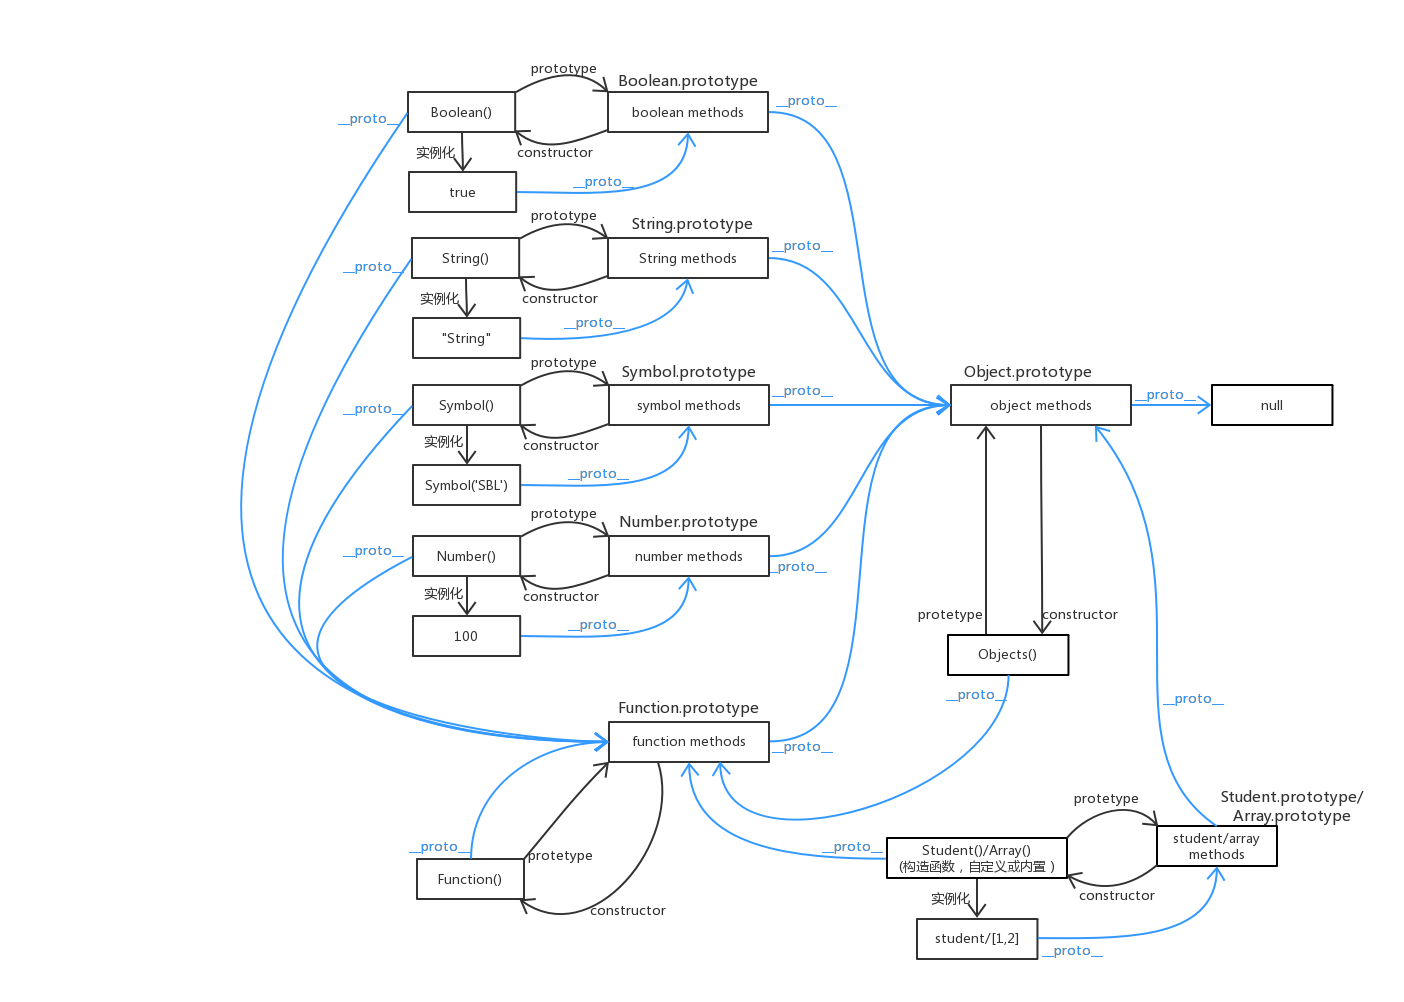 prototype
Boolean.prototype
__proto__
Boolean()
boolean methods
__proto__
实例化
constructor
true
__proto__
prototype
String.prototype
__proto__
String()
String methods
__proto__
实例化
constructor
"String"
__proto__
prototype
Symbol.prototype
Object.prototype
__proto__
Symbol()
symbol methods
__proto__
object methods
__proto__
null
实例化
constructor
Symbol('SBL')
__proto__
prototype
Number.prototype
__proto__
Number()
number methods
__proto__
实例化
constructor
100
__proto__
protetype
constructor
Objects()
__proto__
__proto__
Function.prototype
function methods
__proto__
Student.prototype/
Array.prototype
protetype
__proto__
protetype
Function()
constructor
__proto__
Student()/Array()
(构造函数，自定义或内置）
student/array
methods
实例化
constructor
student/[1,2]
__proto__